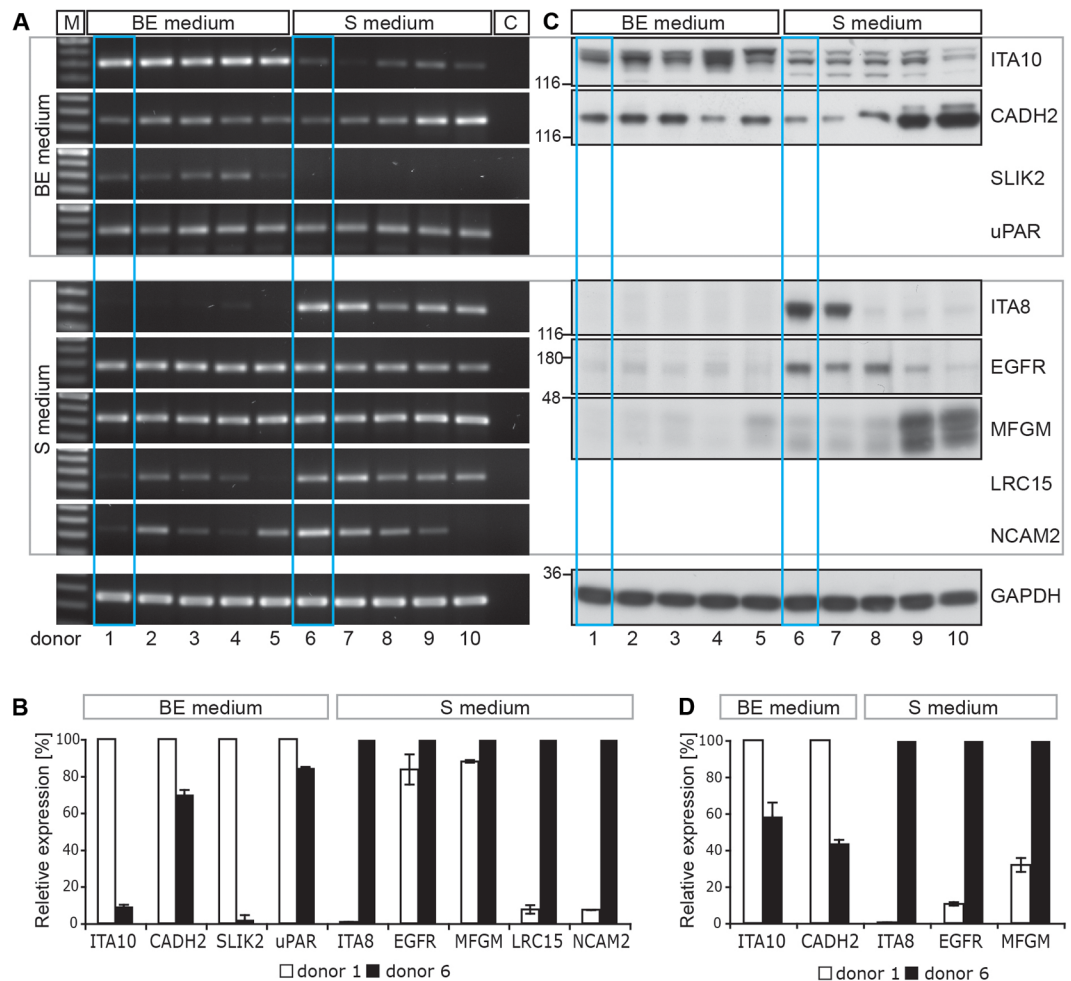 A
M
BE medium
S medium
C
C
BE medium
S medium
BE medium
116
ITA10
116
CADH2
SLIK2
uPAR
S medium
116
ITA8
180
EGFR
48
MFGM
LRC15
NCAM2
36
GAPDH
donor 1 2 3 4 5 6 7 8 9 10
1 2 3 4 5 6 7 8 9 10
B
BE medium
S medium
Reletive expression [%]
100
80
60
40
20
0
ITA10 CADH2 SLIK2 uPAR ITA8 EGFR MFGM LRC15 NCAM2
donor 1 donor 6
D
BE medium
S medium
Relative expression [%]
100
80
60
40
20
0
ITA10 CADH2 ITA8 EGFR MFGM
donor 1 donor 6